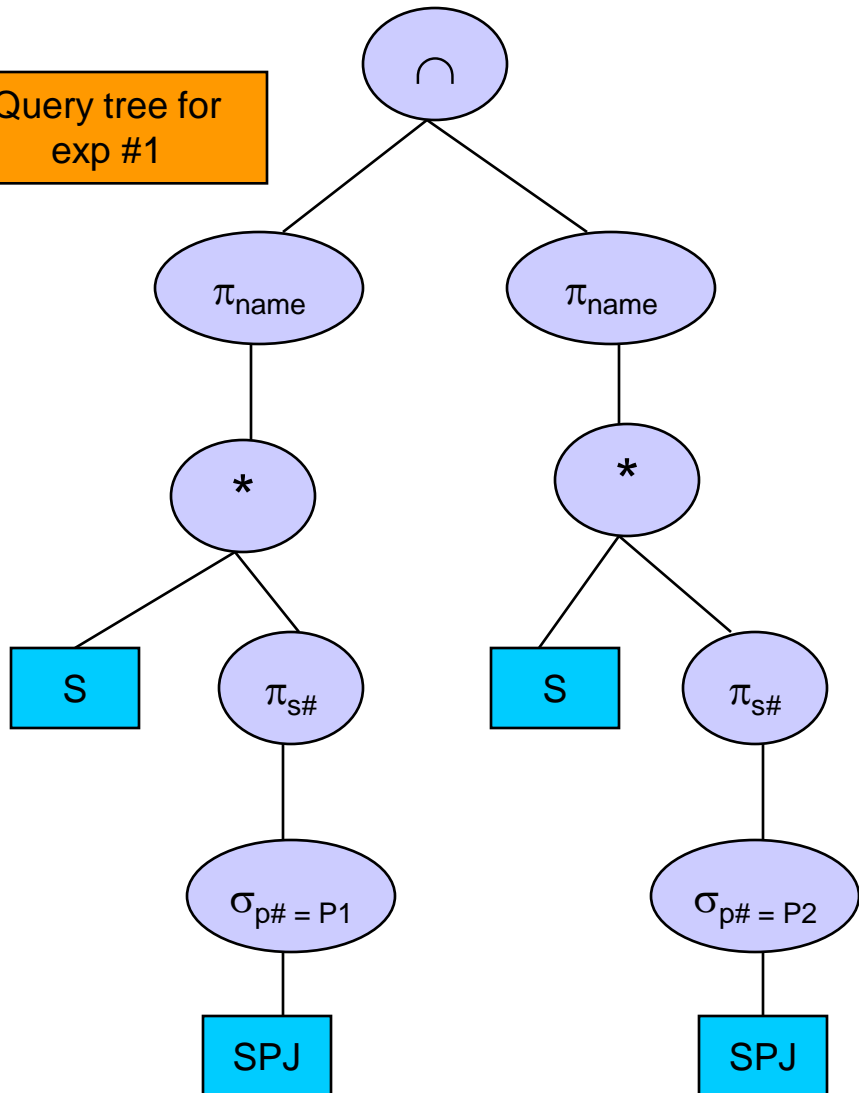 ∩
Query tree for
exp #1
πname πname
* *
S πs# S πs#
σp# = P1 σp# = P2
SPJ SPJ